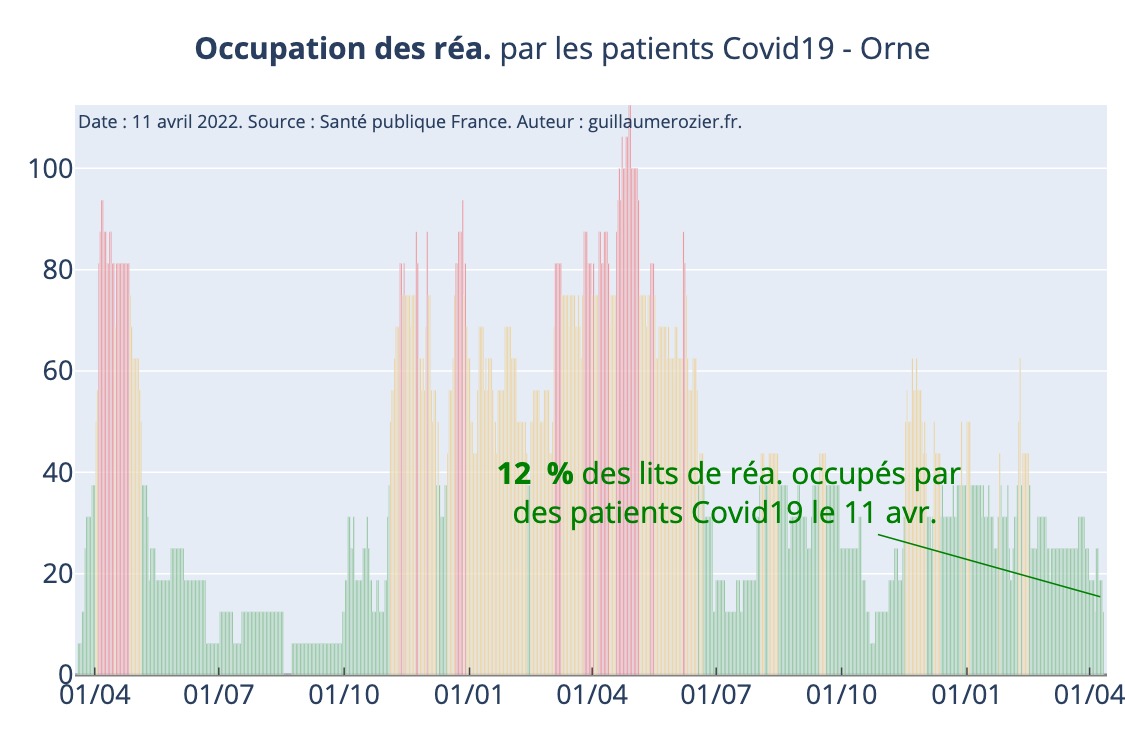 Occupation des réa. par les patients Covid19 - Orne
Date : 11 avril 2022. Source : Santé publique France. Auteur : guillaumerozier.fr.
100
80
60
40
20
0
12 % des lits de réa. occupés par
des patients Covid19 le 11 avr.
01/04 01/07 01/10 01/01 01/04 01/07 01/10 01/01 01/04